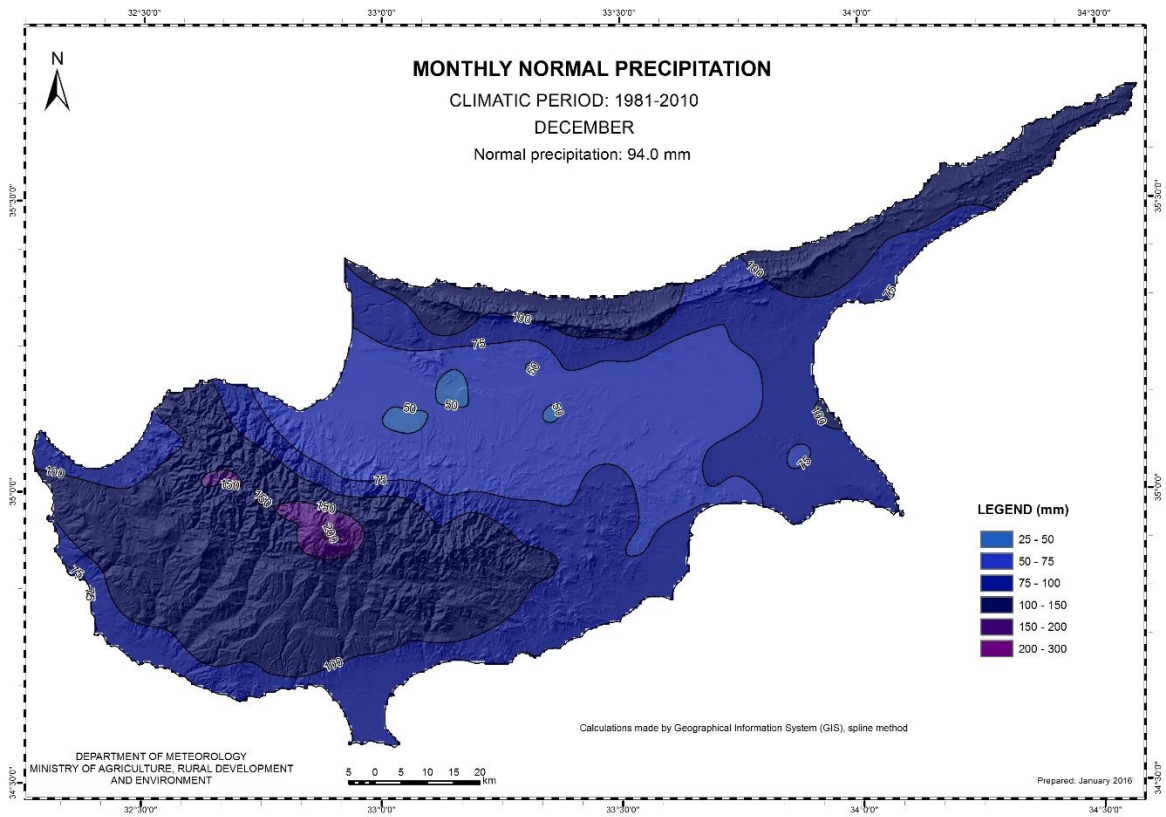 32°30'0" 33°0'0" 33°30'0" 34°0'0" 34°30'0"
N
MONTHLY NORMAL PRECIPITATION
CLIMATIC PERIOD: 1981-2010
DECEMBER
Normal precipitation: 94.0 mm
35°30'0" 35°30'0"
100
75
100
75
50
50
50
50
100
75
100
75
150
150
150
200
35°0'0" 35°0'0"
75
75
100
LEGEND (mm)
25 - 50
50 - 75
75 - 100
100 - 150
150 - 200
200 - 300
Calculations made by Geographical Information System (GIS), spline method
DEPARTMENT OF METEOROLOGY
MINISTRY OF AGRICULTURE, RURAL DEVELOPMENT
AND ENVIRONMENT
5 0 5 10 15 20
km
Prepared: January 2016
34°30'0" 34°30'0"
32°30'0" 33°0'0" 33°30'0" 34°0'0" 34°30'0"